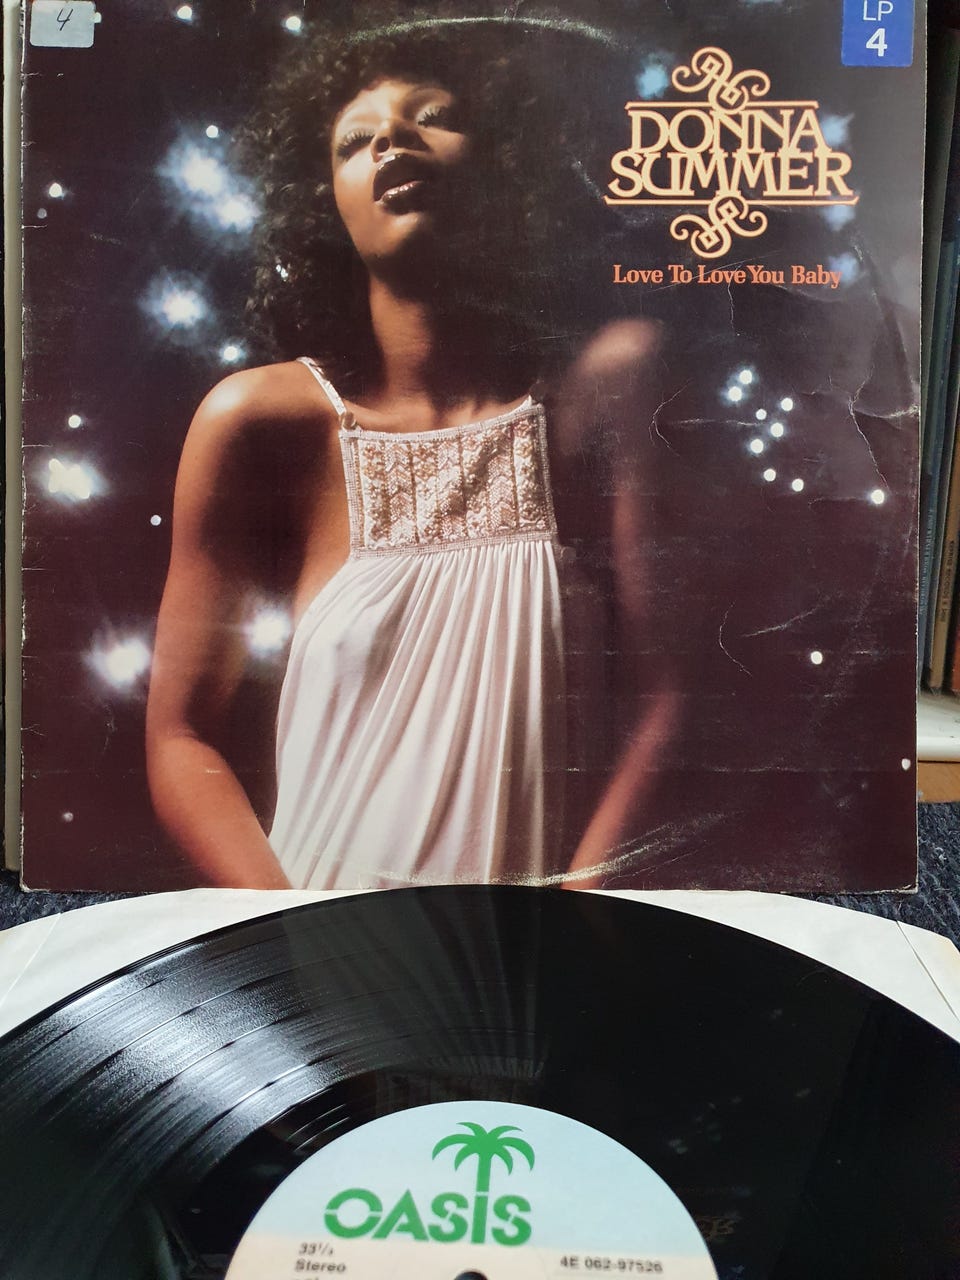 4
LP
4
DONNA
SUMMER
Love To Love You Baby
OASIS
33⅓
Stereo
4E 062-97526